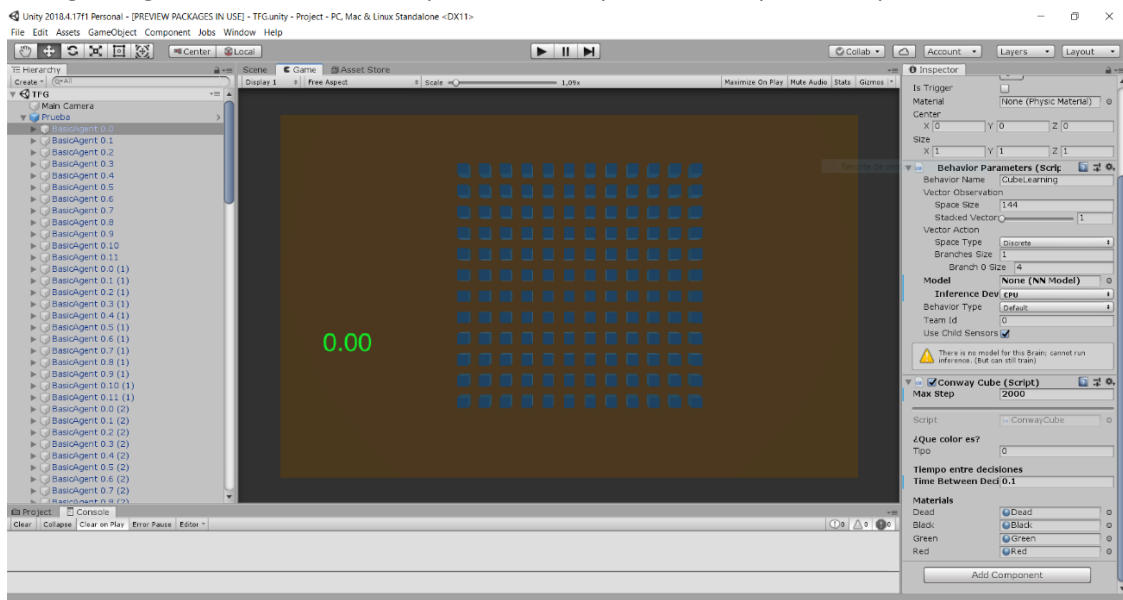 Unity 2018.4.17f1 Personal - [PREVIEW PACKAGES IN USE] - TFG.unity - Project - PC, Mac & Linux Standalone <DX11>
File Edit Assets GameObject Component Jobs Window Help
Center Local Collab Account Layers Layout
Hierarchy
Create All
TFG
Main Camera
Prueba
BasicAgent 0.0
BasicAgent 0.1
BasicAgent 0.2
BasicAgent 0.3
BasicAgent 0.4
BasicAgent 0.5
BasicAgent 0.6
BasicAgent 0.7
BasicAgent 0.8
BasicAgent 0.9
BasicAgent 0.10
BasicAgent 0.11
BasicAgent 0.0 (1)
BasicAgent 0.1 (1)
BasicAgent 0.2 (1)
BasicAgent 0.3 (1)
BasicAgent 0.4 (1)
BasicAgent 0.5 (1)
BasicAgent 0.6 (1)
BasicAgent 0.7 (1)
BasicAgent 0.8 (1)
BasicAgent 0.9 (1)
BasicAgent 0.10 (1)
BasicAgent 0.11 (1)
BasicAgent 0.0 (2)
BasicAgent 0.1 (2)
BasicAgent 0.2 (2)
BasicAgent 0.3 (2)
BasicAgent 0.4 (2)
BasicAgent 0.5 (2)
BasicAgent 0.6 (2)
BasicAgent 0.7 (2)
BasicAgent 0.8 (2)
Scene Game Asset Store
Display 1 Free Aspect Scale 1,09x Maximize On Play Mute Audio Stats Gizmos
0.00
Inspector
Is Trigger
Material None (Physic Material)
Center
X 0 Y 0 Z 0
Size
X 1 Y 1 Z 1
Behavior Parameters (Scrip
Behavior Name CubeLearning
Vector Observation
Space Size 144
Stacked Vector 1
Vector Action
Space Type Discrete
Branches Size 1
Branch 0 Size 4
Model None (NN Model)
Inference Dev CPU
Behavior Type Default
Team Id 0
Use Child Sensors
There is no model for this Brain; cannot run
inference. (But can still train)
Conway Cube (Script)
Max Step 2000
Script ConwayCube
¿Que color es?
Tipo 0
Tiempo entre decisiones
Time Between Deci 0.1
Materials
Dead Dead
Black Black
Green Green
Red Red
Add Component
Project Console
Clear Collapse Clear on Play Error Pause Editor 0 0 0